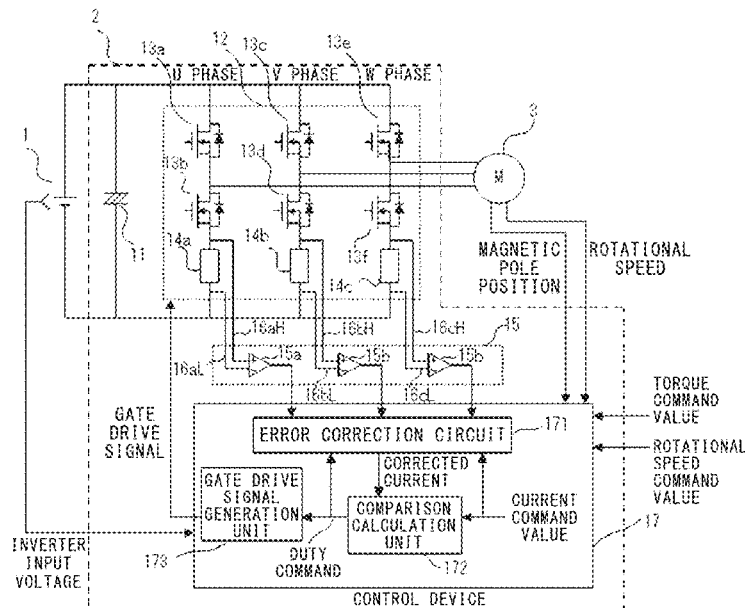 2
13a
13c
12
13e
U PHASE
V PHASE
W PHASE
1
3
13b
13d
M
11
14a
14b
13f
14c
MAGNETIC
POLE
POSITION
ROTATIONAL
SPEED
16aH
16bH
16cH
15
16aL
15a
16bL
15b
16cL
15b
GATE
DRIVE
SIGNAL
TORQUE
COMMAND
VALUE
ERROR CORRECTION CIRCUIT
171
ROTATIONAL
SPEED
COMMAND
VALUE
CORRECTED
CURRENT
GATE DRIVE
SIGNAL
GENERATION
UNIT
COMPARISON
CALCULATION
UNIT
CURRENT
COMMAND
VALUE
17
INVERTER
INPUT
VOLTAGE
173
DUTY
COMMAND
172
CONTROL DEVICE